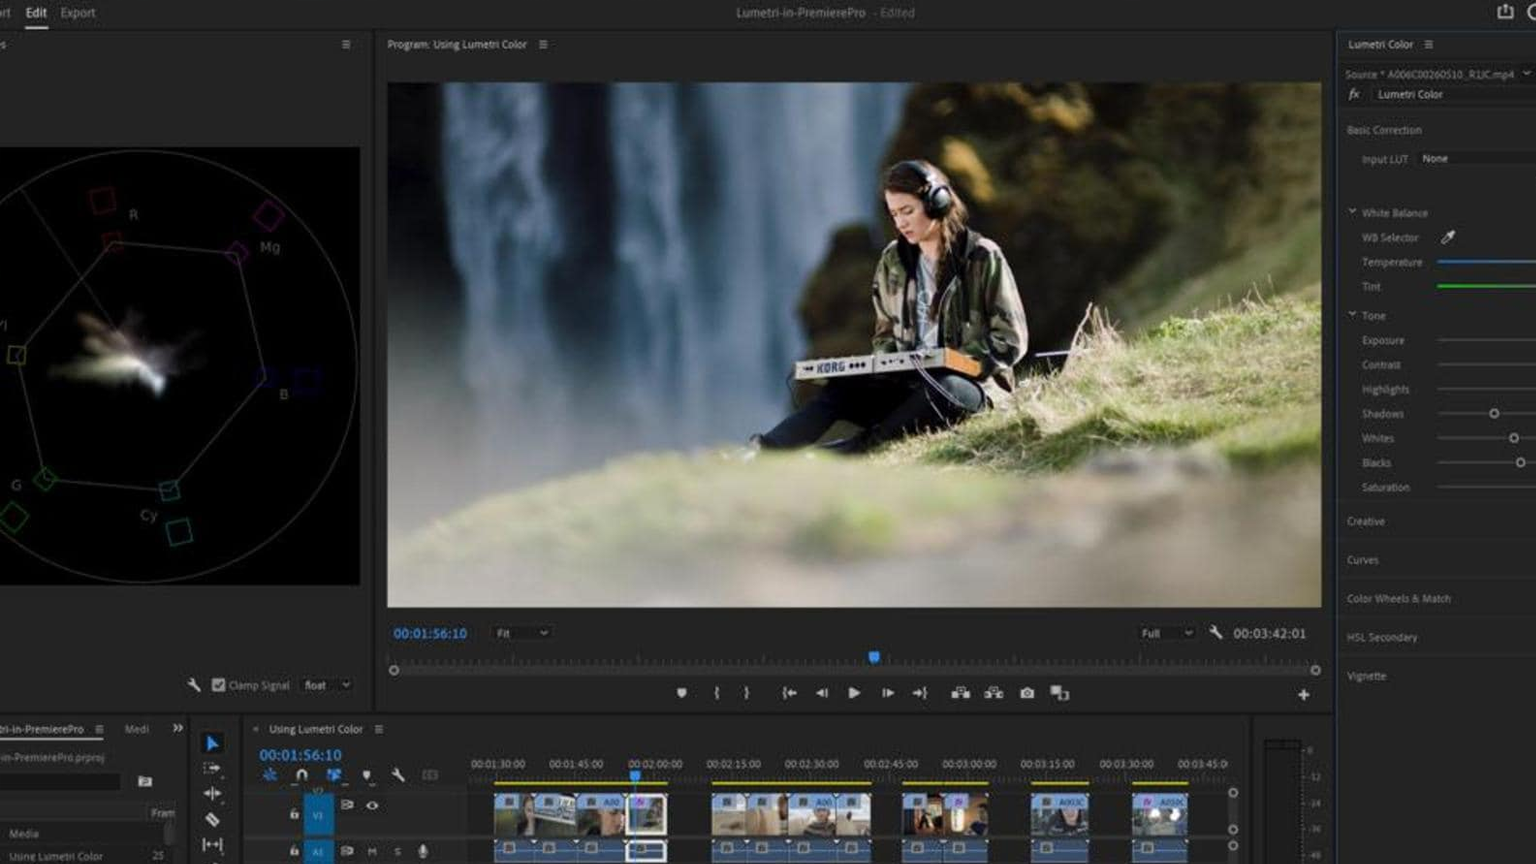 Edit Export
Lumetri-in-PremierePro - Edited
Program: Using Lumetri Color
Lumetri Color
Source * A006C00260510_R1JC.mp4
fx Lumetri Color
Basic Correction
Input LUT None
White Balance
WB Selector
Temperature
Tint
Tone
Exposure
Contrast
Highlights
Shadows
Whites
Blacks
Saturation
Creative
Curves
Color Wheels & Match
HSL Secondary
Vignette
R
Mg
B
G
Cy
KORG
00:01:56:10 Fit Full 00:03:42:01
Clamp Signal float
tri-in-PremierePro Medi
in-PremierePro.prproj
Fram
Media
Using Lumetri Color 25
Using Lumetri Color
00:01:56:10
00:01:30:00 00:01:45:00 00:02:00:00 00:02:15:00 00:02:30:00 00:02:45:00 00:03:00:00 00:03:15:00 00:03:30:00 00:03:45:0
V1
A1 M S